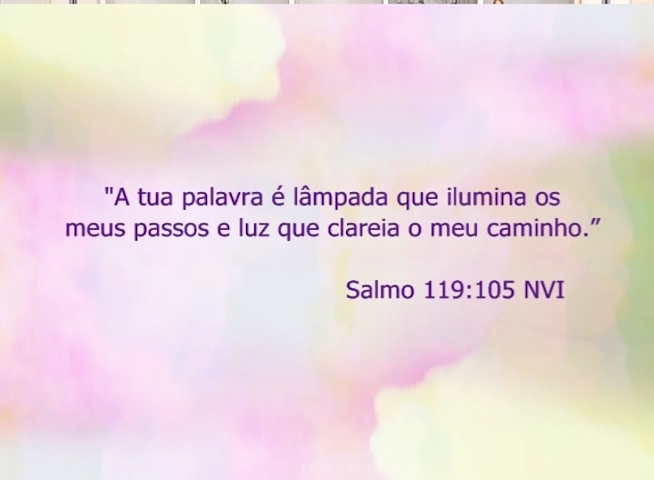 "A tua palavra é lâmpada que ilumina os
meus passos e luz que clareia o meu caminho.”
Salmo 119:105 NVI